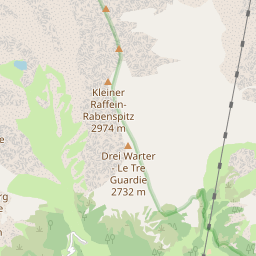 Kleiner
Raffein-
Rabenspitz
2974 m
Drei Warter
- Le Tre
Guardie
2732 m